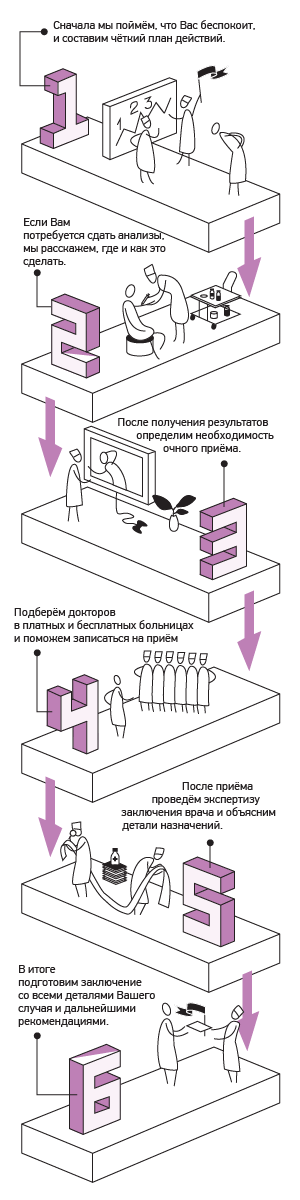 Сначала мы поймём, что Вас беспокоит,
и составим чёткий план действий.
1
1 2 3
Если Вам
потребуется сдать анализы,
мы расскажем, где и как это
сделать.
2
После получения результатов
определим необходимость
очного приёма.
3
Подберём докторов
в платных и бесплатных больницах
и поможем записаться на приём
4
После приёма
проведём экспертизу
заключения врача и объясним
детали назначений.
5
В итоге
подготовим заключение
со всеми деталями Вашего
случая и дальнейшими
рекомендациями.
6